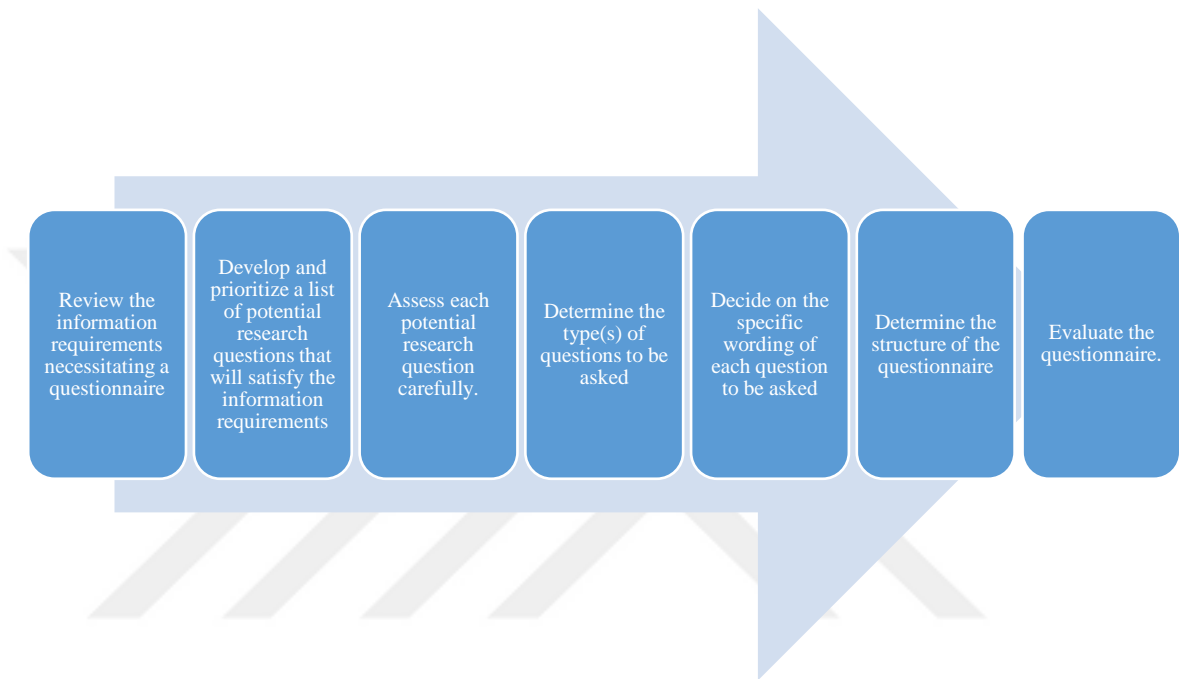 Review the
information
requirements
necessitating a
questionnaire
Develop and
prioritize a list
of potential
research
questions that
will satisfy the
information
requirements
Assess each
potential
research
question
carefully.
Determine the
type(s) of
questions to be
asked
Decide on the
specific
wording of
each question
to be asked
Determine the
structure of the
questionnaire
Evaluate the
questionnaire.